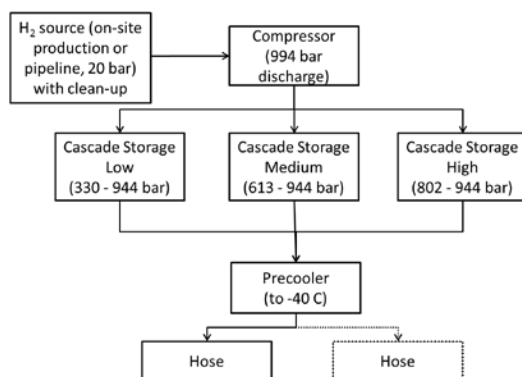 H₂ source (on-site
production or
pipeline, 20 bar)
with clean-up
Compressor
(994 bar
discharge)
Cascade Storage
Low
(330 - 944 bar)
Cascade Storage
Medium
(613 - 944 bar)
Cascade Storage
High
(802 - 944 bar)
Precooler
(to -40 C)
Hose
Hose